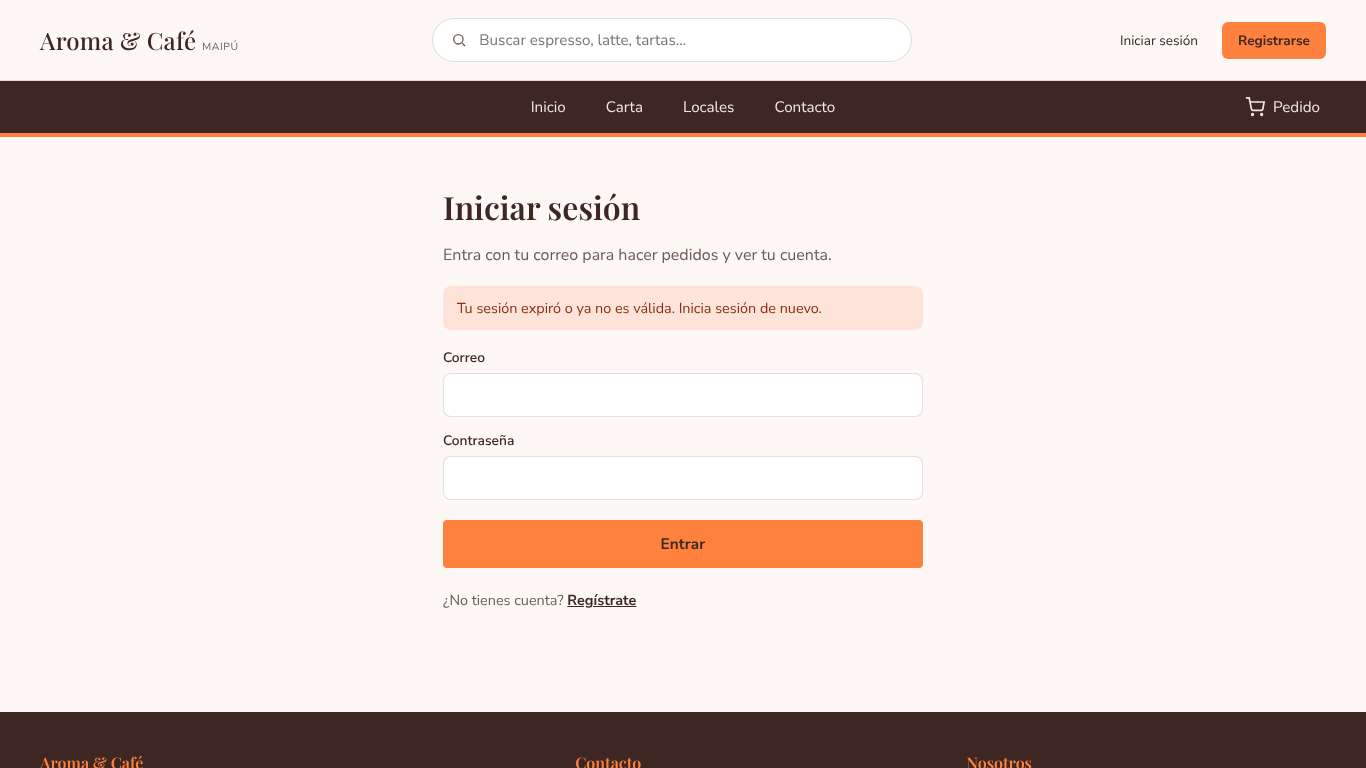 Aroma & Café MAIPÚ
Buscar espresso, latte, tartas...
Iniciar sesión
Registrarse
Inicio
Carta
Locales
Contacto
Pedido
Iniciar sesión
Entra con tu correo para hacer pedidos y ver tu cuenta.
Tu sesión expiró o ya no es válida. Inicia sesión de nuevo.
Correo
Contraseña
Entrar
¿No tienes cuenta? Regístrate
Aroma & Café
Contacto
Nosotros